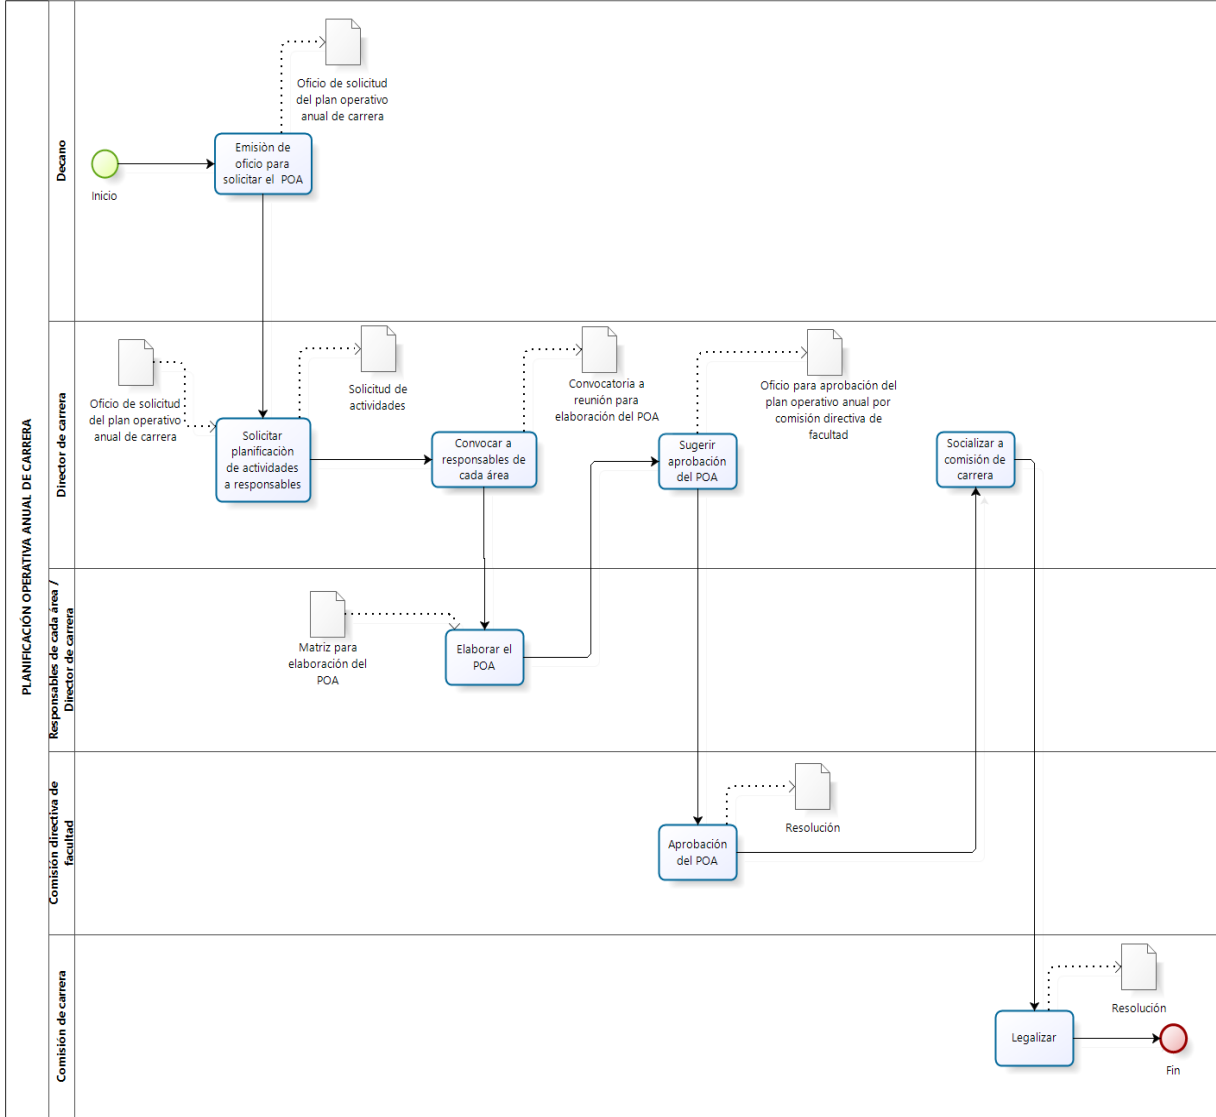 PLANIFICACIÓN OPERATIVA ANUAL DE CARRERA
Decano
Oficio de solicitud
del plan operativo
anual de carrera
Emisiòn de
oficio para
solicitar el  POA
Inicio
Director de carrera
Oficio de solicitud
del plan operativo
anual de carrera
Solicitud de
actividades
Convocatoria a
reunión para
elaboración del POA
Oficio para aprobación del
plan operativo anual por
comisión directiva de
facultad
Solicitar
planificaciòn
de actividades
a responsables
Convocar a
responsables de
cada área
Sugerir
aprobación
del POA
Socializar a
comisión de
carrera
Responsables de cada área /
Director de carrera
Matriz para
elaboración del
POA
Elaborar el
POA
Comisión directiva de
facultad
Resolución
Aprobación
del POA
Comisión de carrera
Resolución
Legalizar
Fin